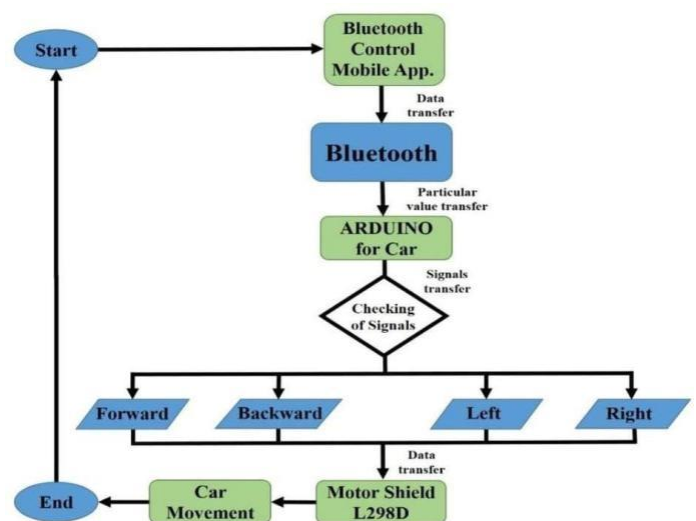 Start
Bluetooth
Control
Mobile App.
Data
transfer
Bluetooth
Particular
value transfer
ARDUINO
for Car
Signals
transfer
Checking
of Signals
Forward
Backward
Left
Right
Data
transfer
End
Car
Movement
Motor Shield
L298D